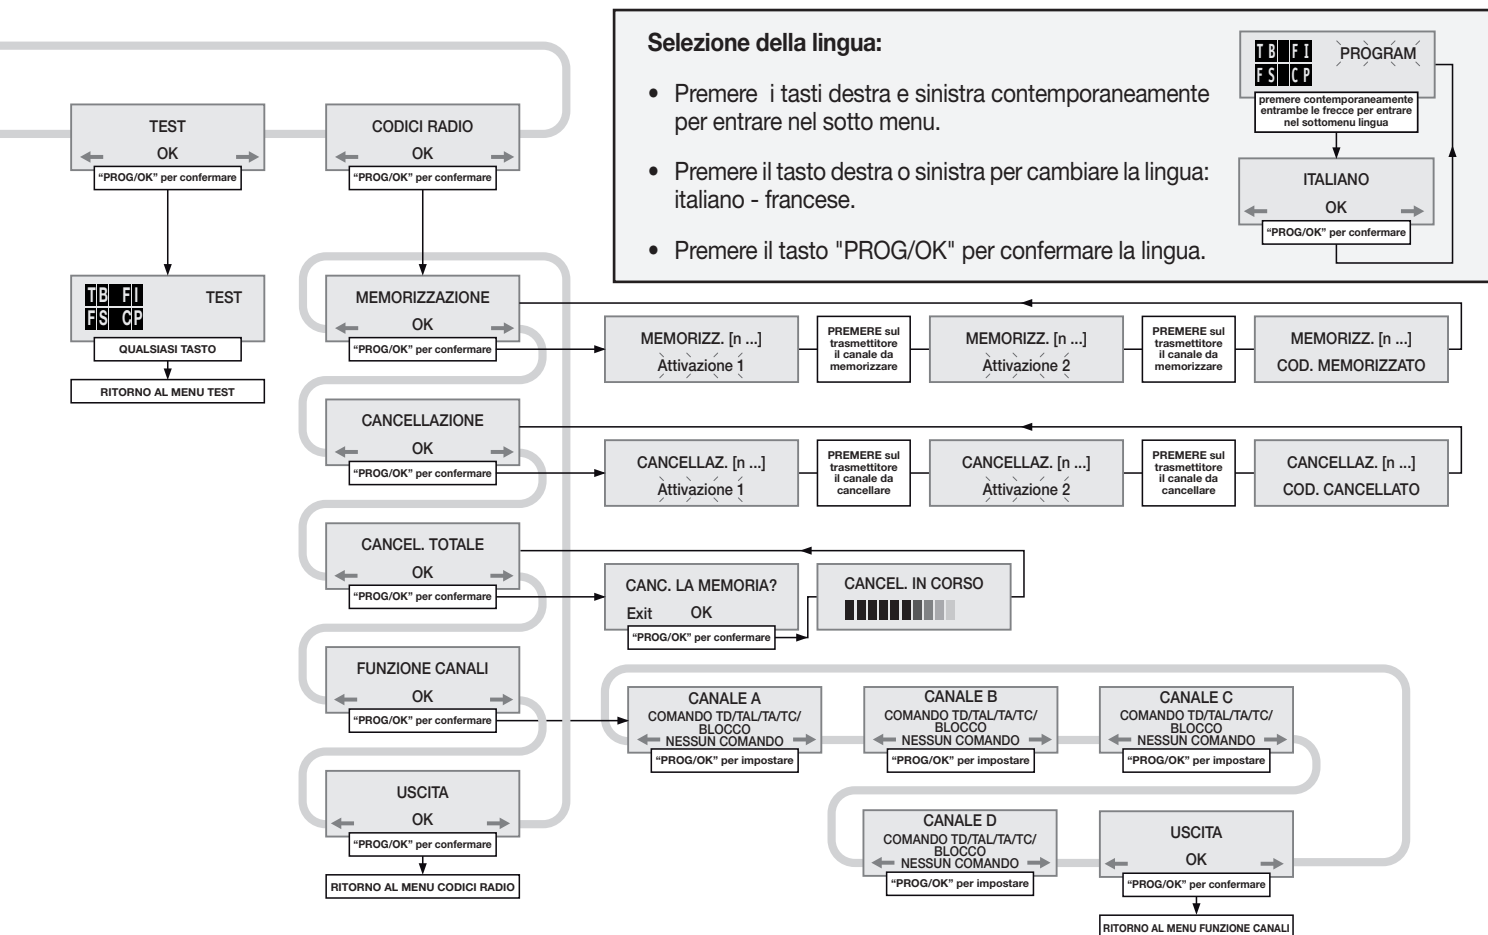 Selezione della lingua:
• Premere i tasti destra e sinistra contemporaneamente
per entrare nel sotto menu.
• Premere il tasto destra o sinistra per cambiare la lingua:
italiano - francese.
• Premere il tasto "PROG/OK" per confermare la lingua.
TB FI
FS CP
PROGRAM
premere contemporaneamente
entrambe le frecce per entrare
nel sottomenu lingua
ITALIANO
OK
“PROG/OK” per confermare
TEST
OK
“PROG/OK” per confermare
TB FI
FS CP
TEST
QUALSIASI TASTO
RITORNO AL MENU TEST
CODICI RADIO
OK
“PROG/OK” per confermare
MEMORIZZAZIONE
OK
“PROG/OK” per confermare
MEMORIZZ. [n ...]
Attivazione 1
PREMERE sul
trasmettitore
il canale da
memorizzare
MEMORIZZ. [n ...]
Attivazione 2
PREMERE sul
trasmettitore
il canale da
memorizzare
MEMORIZZ. [n ...]
COD. MEMORIZZATO
CANCELLAZIONE
OK
“PROG/OK” per confermare
CANCELLAZ. [n ...]
Attivazione 1
PREMERE sul
trasmettitore
il canale da
cancellare
CANCELLAZ. [n ...]
Attivazione 2
PREMERE sul
trasmettitore
il canale da
cancellare
CANCELLAZ. [n ...]
COD. CANCELLATO
CANCEL. TOTALE
OK
“PROG/OK” per confermare
CANC. LA MEMORIA?
Exit OK
“PROG/OK” per confermare
CANCEL. IN CORSO
FUNZIONE CANALI
OK
“PROG/OK” per confermare
CANALE A
COMANDO TD/TAL/TA/TC/
BLOCCO
NESSUN COMANDO
“PROG/OK” per impostare
CANALE B
COMANDO TD/TAL/TA/TC/
BLOCCO
NESSUN COMANDO
“PROG/OK” per impostare
CANALE C
COMANDO TD/TAL/TA/TC/
BLOCCO
NESSUN COMANDO
“PROG/OK” per impostare
CANALE D
COMANDO TD/TAL/TA/TC/
BLOCCO
NESSUN COMANDO
“PROG/OK” per impostare
USCITA
OK
“PROG/OK” per confermare
RITORNO AL MENU FUNZIONE CANALI
USCITA
OK
“PROG/OK” per confermare
RITORNO AL MENU CODICI RADIO